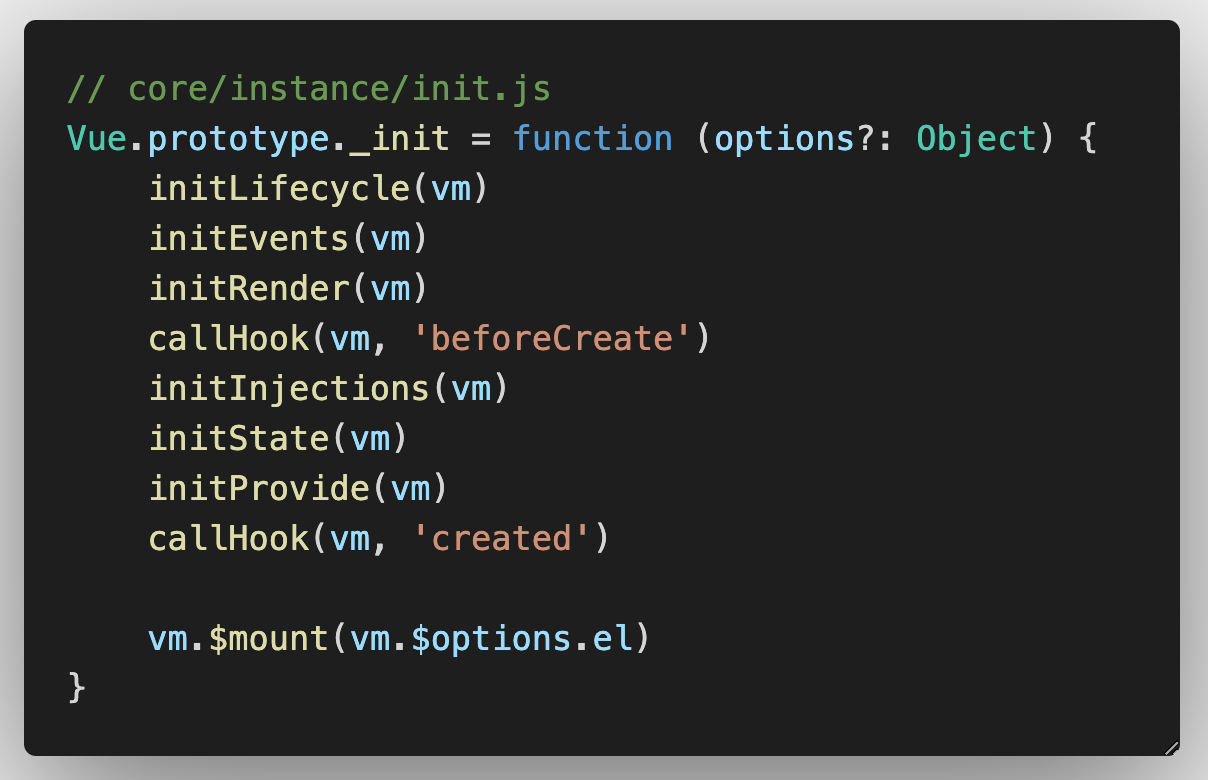 // core/instance/init.js
Vue.prototype._init = function (options?: Object) {
    initLifecycle(vm)
    initEvents(vm)
    initRender(vm)
    callHook(vm, 'beforeCreate')
    initInjections(vm)
    initState(vm)
    initProvide(vm)
    callHook(vm, 'created')

    vm.$mount(vm.$options.el)
}